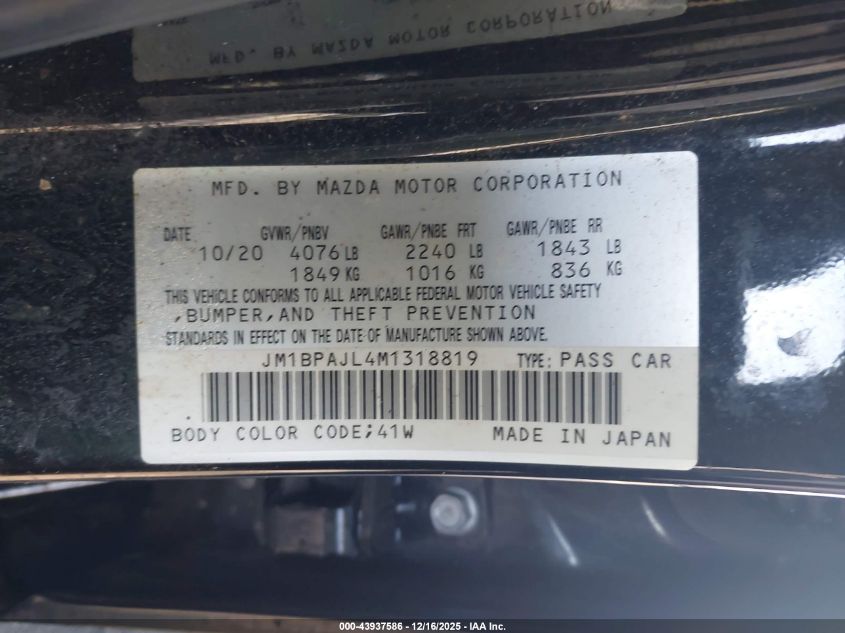 MFD. BY MAZDA MOTOR CORPORATION
MFD. BY MAZDA MOTOR CORPORATION
DATE GVWR/PNBV GAWR/PNBE FRT GAWR/PNBE RR
10/20 4076 LB 2240 LB 1843 LB
1849 KG 1016 KG 836 KG
THIS VEHICLE CONFORMS TO ALL APPLICABLE FEDERAL MOTOR VEHICLE SAFETY
,BUMPER,AND THEFT PREVENTION
STANDARDS IN EFFECT ON THE DATE OF MANUFACTURE SHOWN ABOVE.
JM1BPAJL4M1318819 TYPE: PASS CAR
BODY COLOR CODE;41W MADE IN JAPAN
000-43937586 - 12/16/2025 - IAA Inc.